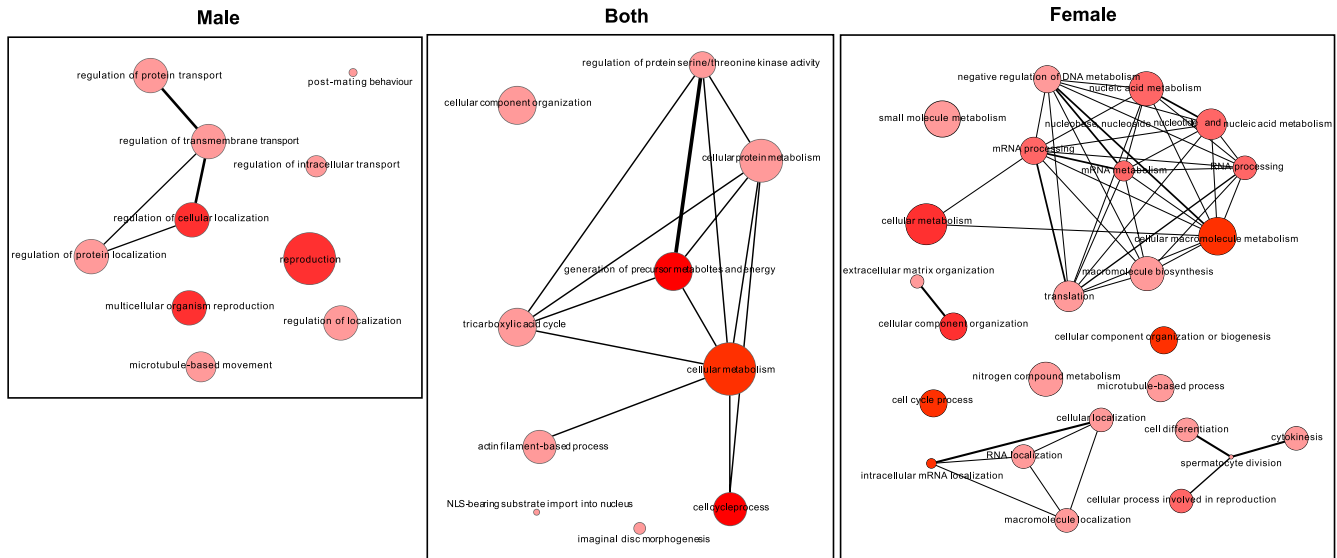 Male
Both
Female
regulation of protein transport
post-mating behaviour
regulation of transmembrane transport
regulation of intracellular transport
regulation of cellular localization
regulation of protein localization
reproduction
multicellular organism reproduction
regulation of localization
microtubule-based movement
regulation of protein serine/threonine kinase activity
cellular component organization
cellular protein metabolism
generation of precursor metaboltes and energy
tricarboxylic acid cycle
cellular metabolism
actin filament-based process
NLS-bearing substrate import into nucleus
cell cycle process
imaginal disc morphogenesis
negative regulation of DNA metabolism
nucleic acid metabolism
small molecule metabolism
nucleobase, nucleoside, nucleotide and nucleic acid metabolism
mRNA processing
mRNA metabolism
RNA processing
cellular metabolism
cellular macromolecule metabolism
extracellular matrix organization
macromolecule biosynthesis
translation
cellular component organization
cellular component organization or biogenesis
nitrogen compound metabolism
microtubule-based process
cell cycle process
cellular localization
cell differentiation
cytokinesis
RNA localization
intracellular mRNA localization
spermatocyte division
cellular process involved in reproduction
macromolecule localization